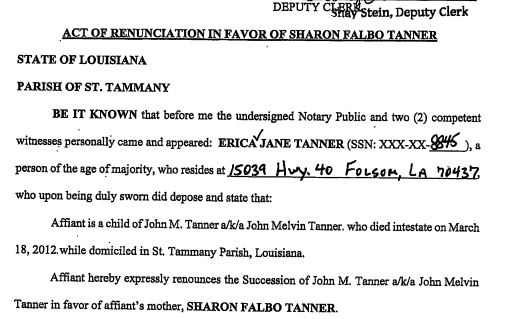 DEPUTY CLERK
Shay Stein, Deputy Clerk
ACT OF RENUNCIATION IN FAVOR OF SHARON FALBO TANNER
STATE OF LOUISIANA
PARISH OF ST. TAMMANY
BE IT KNOWN that before me the undersigned Notary Public and two (2) competent
witnesses personally came and appeared: ERICA JANE TANNER (SSN: XXX-XX-8845), a
person of the age of majority, who resides at 15039 Hwy. 40 Folsom, LA 70437,
who upon being duly sworn did depose and state that:
Affiant is a child of John M. Tanner a/k/a John Melvin Tanner. who died intestate on March
18, 2012.while domiciled in St. Tammany Parish, Louisiana.
Affiant hereby expressly renounces the Succession of John M. Tanner a/k/a John Melvin
Tanner in favor of affiant's mother, SHARON FALBO TANNER.